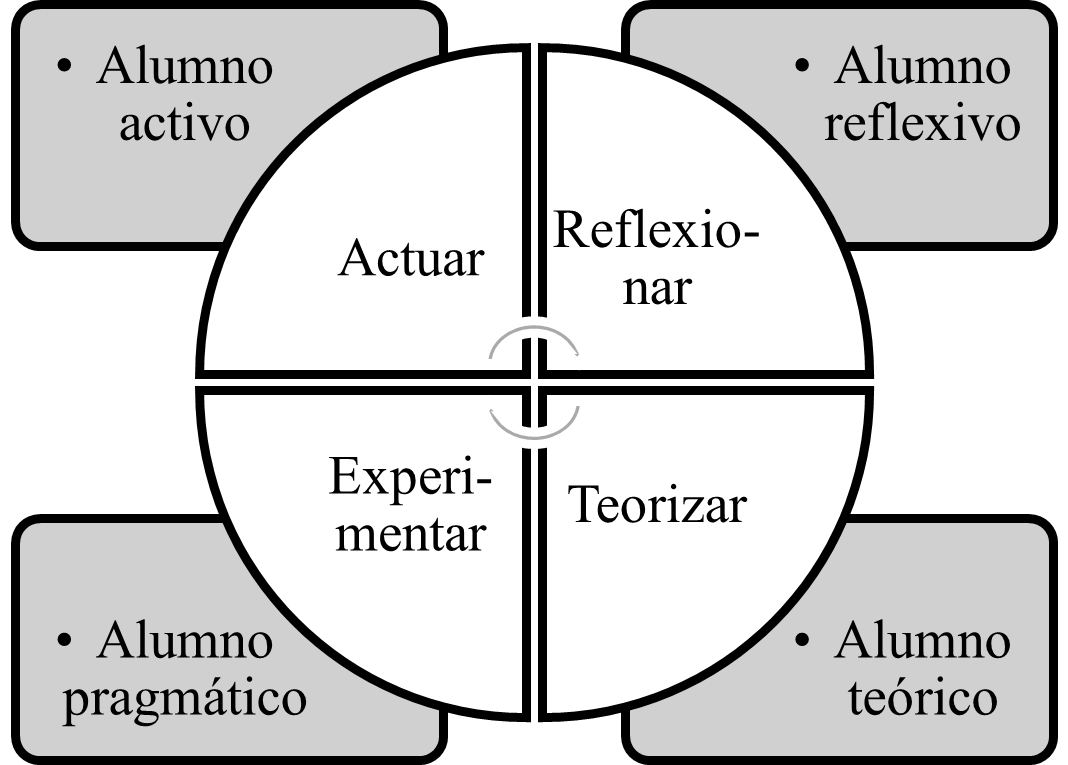 • Alumno
activo
• Alumno
reflexivo
Actuar
Reflexio-
nar
Experi-
mentar
Teorizar
• Alumno
pragmático
• Alumno
teórico